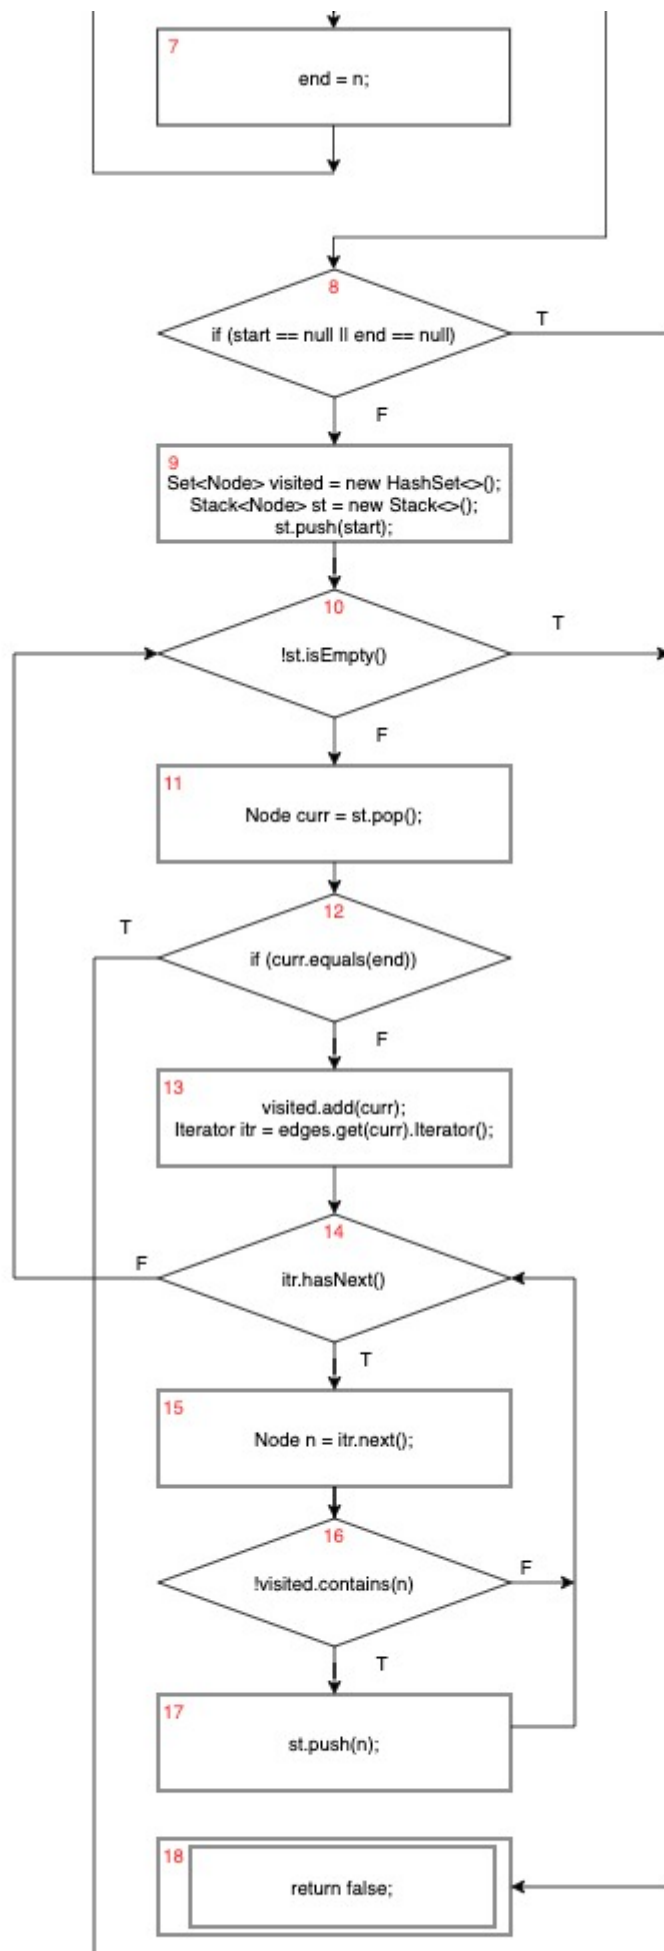 7
end = n;
8
if (start == null || end == null)
T
F
9
Set<Node> visited = new HashSet<>();
Stack<Node> st = new Stack<>();
st.push(start);
10
!st.isEmpty()
T
F
11
Node curr = st.pop();
12
T
if (curr.equals(end))
F
13
visited.add(curr);
Iterator itr = edges.get(curr).Iterator();
14
F
itr.hasNext()
T
15
Node n = itr.next();
16
!visited.contains(n)
F
T
17
st.push(n);
18
return false;